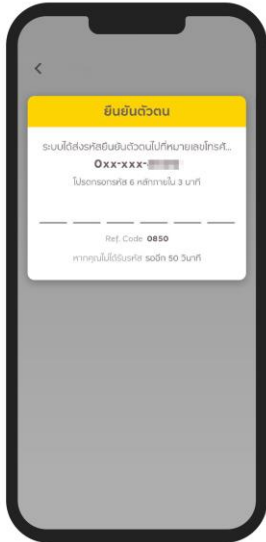 ยืนยันตัวตน
ระบบได้ส่งรหัสยืนยันตัวตนไปที่หมายเลขโทรศั...
0xx-xxx-
โปรดกรอกรหัส 6 หลักภายใน 3 นาที
Ref. Code 0850
หากคุณไม่ได้รับรหัส รออีก 50 วินาที